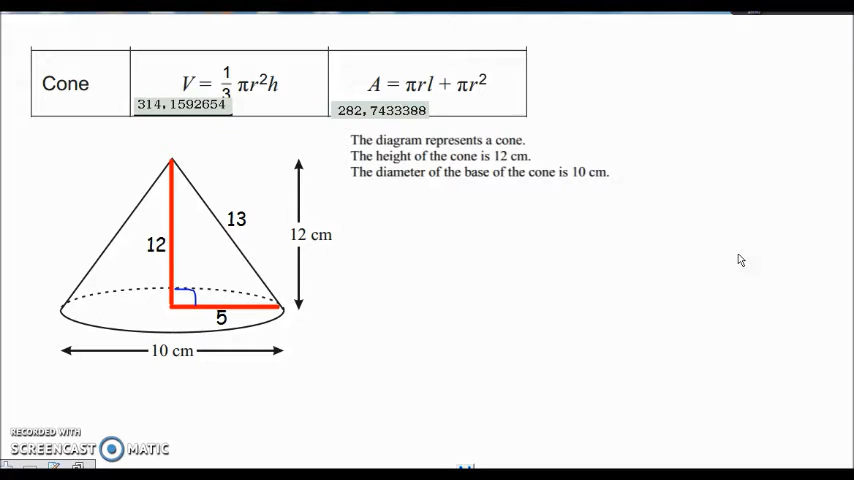 Cone
V = 1/3 πr²h
A = πrl + πr²
314,1592654
282,7433388
The diagram represents a cone.
The height of the cone is 12 cm.
The diameter of the base of the cone is 10 cm.
13
12
12 cm
5
10 cm
RECORDED WITH
SCREENCAST MATIC